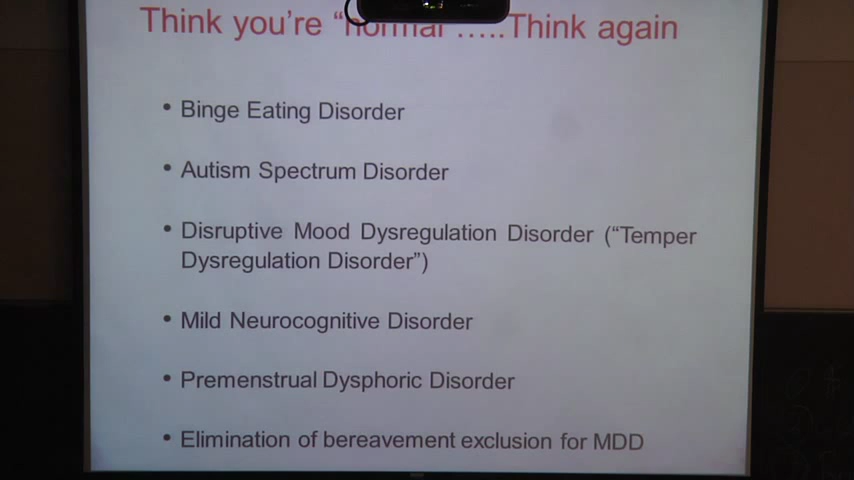 Think you're “normal”…..Think again
• Binge Eating Disorder
• Autism Spectrum Disorder
• Disruptive Mood Dysregulation Disorder (“Temper
Dysregulation Disorder”)
• Mild Neurocognitive Disorder
• Premenstrual Dysphoric Disorder
• Elimination of bereavement exclusion for MDD